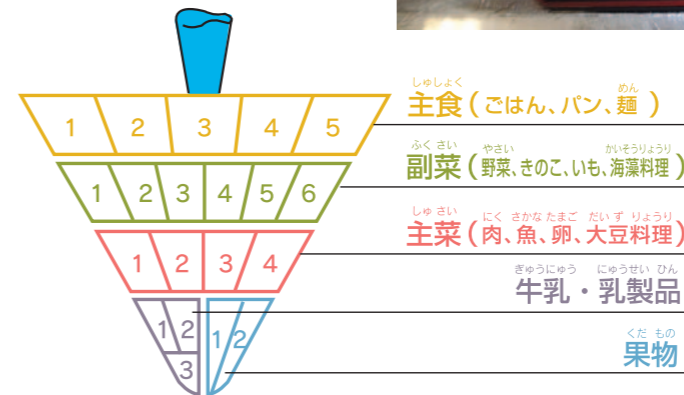 1 2 3 4 5
しゅしょく めん
主食(ごはん、パン、麺)
1 2 3 4 5 6
ふくさい やさい かいそうりょうり
副菜(野菜、きのこ、いも、海藻料理)
1 2 3 4
しゅさい にく さかな たまご だいず りょうり
主菜(肉、魚、卵、大豆料理)
1 2
3
ぎゅうにゅう にゅうせいひん
牛乳・乳製品
1 2
くだもの
果物